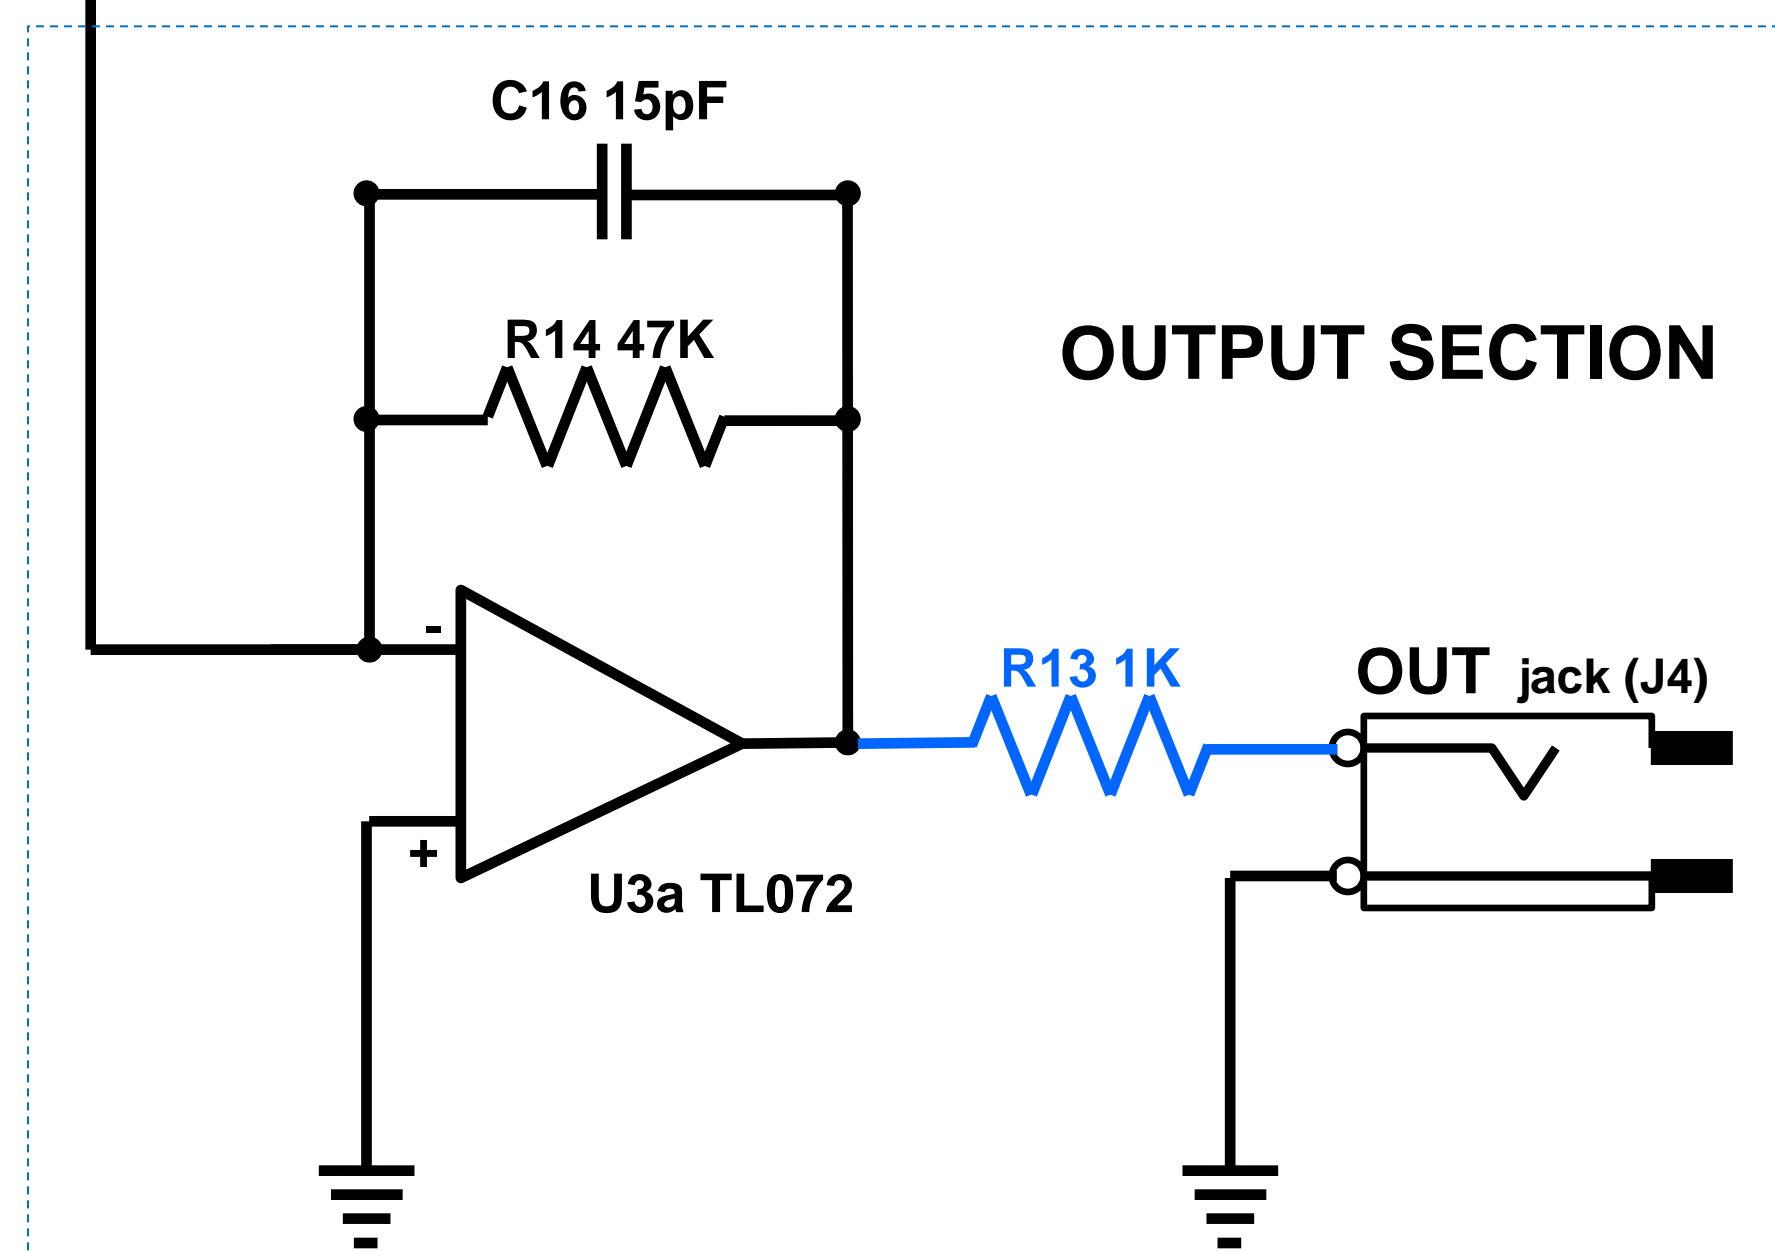 C16 15pF
R14 47K
OUTPUT SECTION
-
R13 1K
OUT jack (J4)
+
U3a TL072